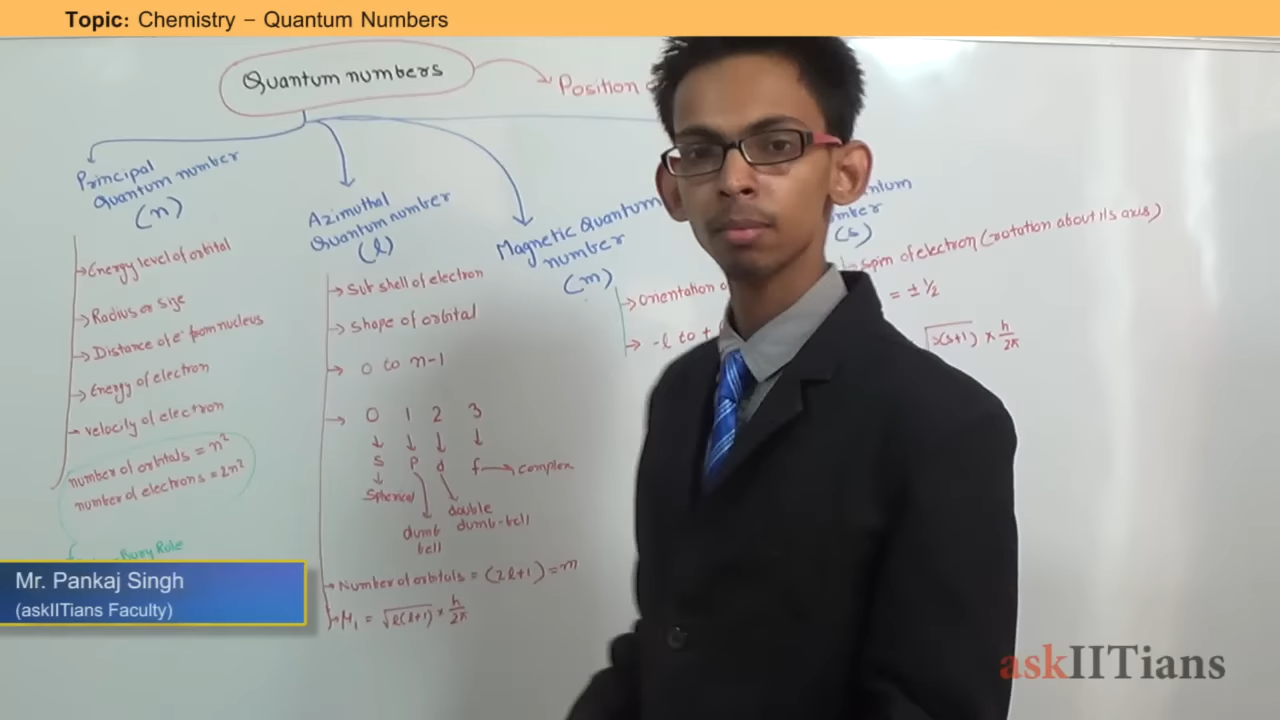 Topic: Chemistry – Quantum Numbers
Quantum numbers
Position
Principal
Quantum number
(n)
→ Energy level of orbital
→ Radius or size
→ Distance of e⁻ from nucleus
→ Energy of electron
→ velocity of electron
number of orbitals = n²
number of electrons = 2n²
Bury Rule
Azimuthal
Quantum number
(l)
→ Sub shell of electron
→ Shape of orbital
→ 0 to n-1
→ 0 1 2 3
↓ ↓ ↓ ↓
s p d f → complex
Spherical
double
dumb-bell
dumb
bell
→ Number of orbitals = (2l+1) = m
→ M₁ = √l(l+1) × h/2π
Magnetic Quantum
number
(m)
→ Orientation
→ -l to +
(s)
spin of electron (rotation about its axis)
= ± 1/2
√s(s+1) × h/2π
Mr. Pankaj Singh
(askIITians Faculty)
askIITians